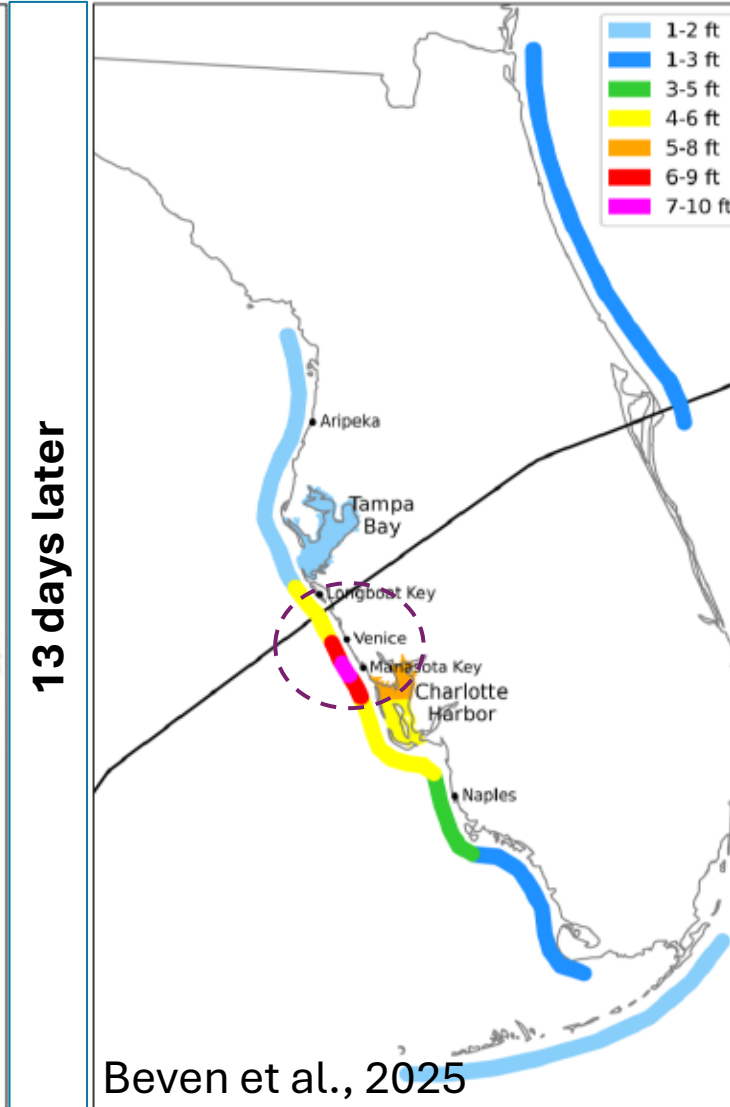 13 days later
1-2 ft
1-3 ft
3-5 ft
4-6 ft
5-8 ft
6-9 ft
7-10 ft
Aripeka
Tampa
Bay
Longboat Key
Venice
Manasota Key
Charlotte
Harbor
Naples
Beven et al., 2025